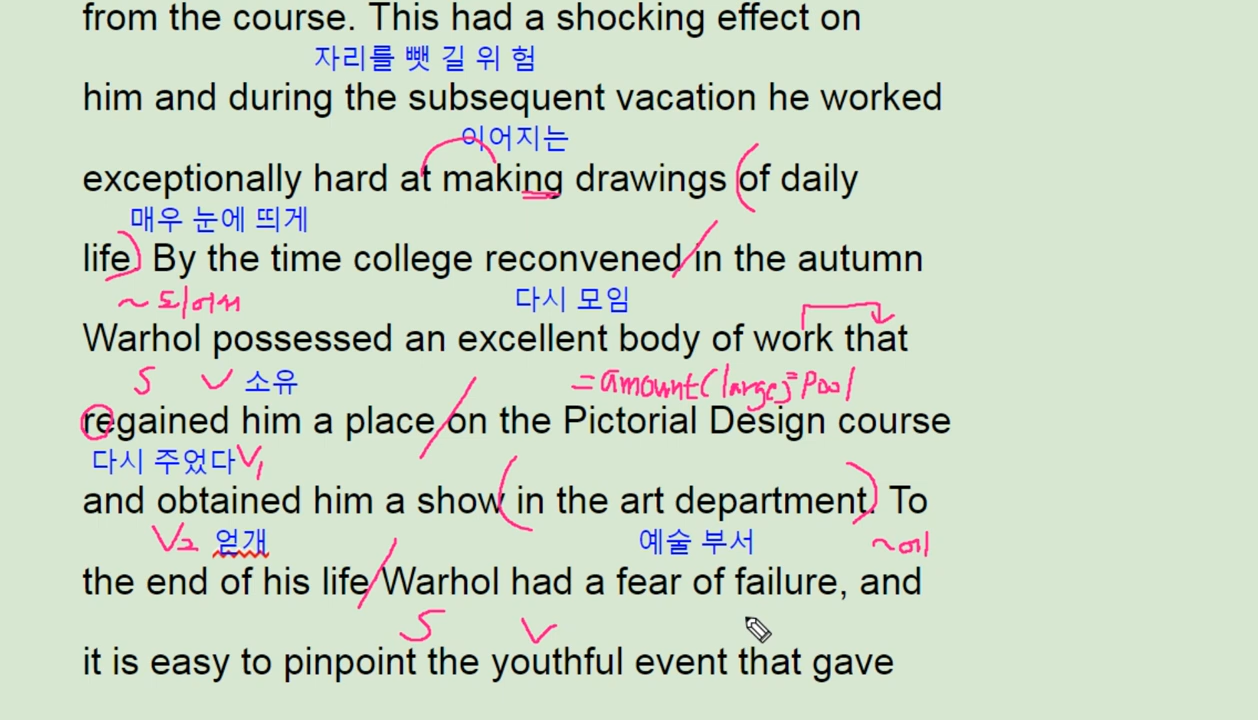 from the course. This had a shocking effect on
자리를 뺏 길 위 험
him and during the subsequent vacation he worked
이어지는
exceptionally hard at making drawings (of daily
매우 눈에 띄게
life) By the time college reconvened / in the autumn
~되어서 다시 모임
Warhol possessed an excellent body of work that
S V 소유 =amount(large)=pool
regained him a place / on the Pictorial Design course
다시 주었다 V1
and obtained him a show (in the art department). To
V2 얻개 예술 부서 ~에
the end of his life / Warhol had a fear of failure, and
S V
it is easy to pinpoint the youthful event that gave